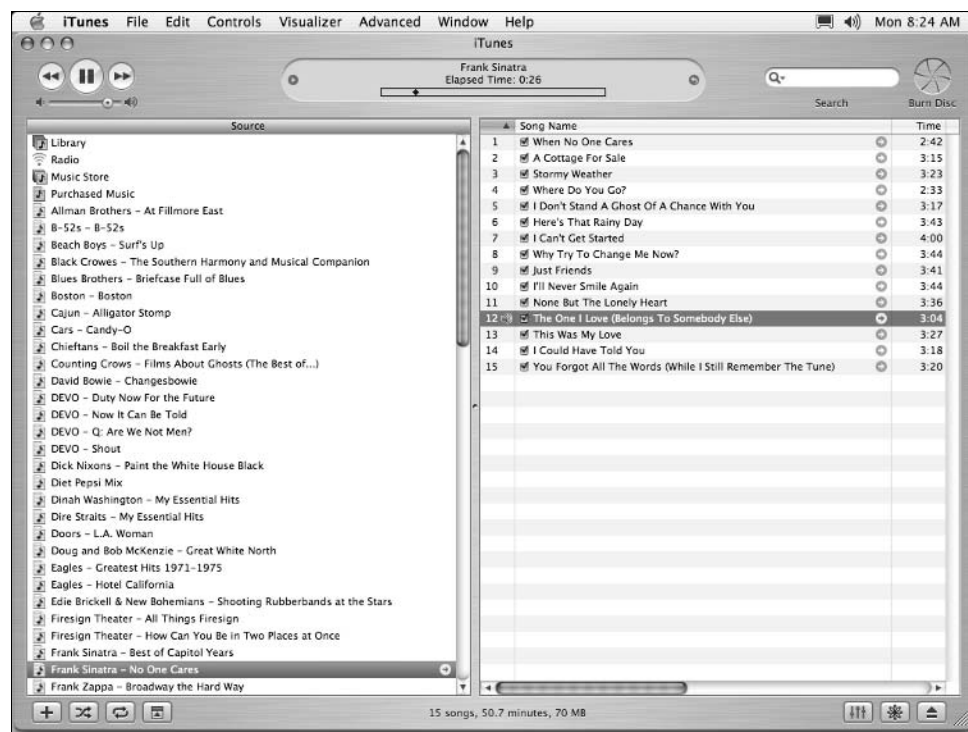 iTunes File Edit Controls Visualizer Advanced Window Help Mon 8:24 AM
iTunes
Frank Sinatra
Elapsed Time: 0:26
Search
Burn Disc
Source
Library
Radio
Music Store
Purchased Music
Allman Brothers – At Fillmore East
B-52s – B-52s
Beach Boys – Surf's Up
Black Crowes – The Southern Harmony and Musical Companion
Blues Brothers – Briefcase Full of Blues
Boston – Boston
Cajun – Alligator Stomp
Cars – Candy-O
Chieftans – Boil the Breakfast Early
Counting Crows – Films About Ghosts (The Best of...)
David Bowie – Changesbowie
DEVO – Duty Now For the Future
DEVO – Now It Can Be Told
DEVO – Q: Are We Not Men?
DEVO – Shout
Dick Nixons – Paint the White House Black
Diet Pepsi Mix
Dinah Washington – My Essential Hits
Dire Straits – My Essential Hits
Doors – L.A. Woman
Doug and Bob McKenzie – Great White North
Eagles – Greatest Hits 1971-1975
Eagles – Hotel California
Edie Brickell & New Bohemians – Shooting Rubberbands at the Stars
Firesign Theater – All Things Firesign
Firesign Theater – How Can You Be in Two Places at Once
Frank Sinatra – Best of Capitol Years
Frank Sinatra – No One Cares
Frank Zappa – Broadway the Hard Way
Song Name Time
1 When No One Cares 2:42
2 A Cottage For Sale 3:15
3 Stormy Weather 3:23
4 Where Do You Go? 2:33
5 I Don't Stand A Ghost Of A Chance With You 3:17
6 Here's That Rainy Day 3:43
7 I Can't Get Started 4:00
8 Why Try To Change Me Now? 3:44
9 Just Friends 3:41
10 I'll Never Smile Again 3:44
11 None But The Lonely Heart 3:36
12 The One I Love (Belongs To Somebody Else) 3:04
13 This Was My Love 3:27
14 I Could Have Told You 3:18
15 You Forgot All The Words (While I Still Remember The Tune) 3:20
15 songs, 50.7 minutes, 70 MB